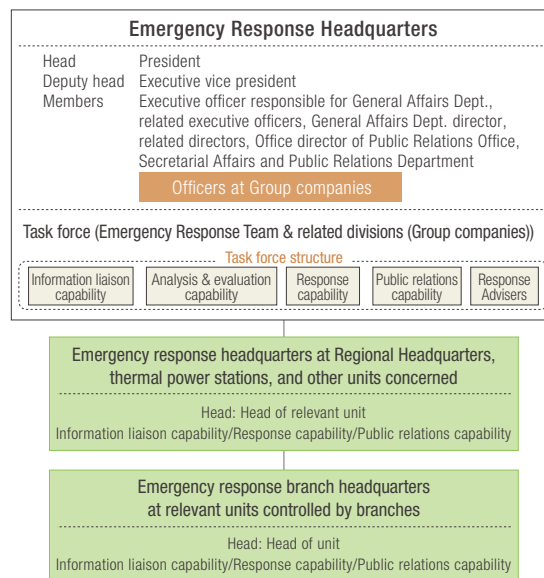 Emergency Response Headquarters
Head President
Deputy head Executive vice president
Members Executive officer responsible for General Affairs Dept.,
related executive officers, General Affairs Dept. director,
related directors, Office director of Public Relations Office,
Secretarial Affairs and Public Relations Department
Officers at Group companies
Task force (Emergency Response Team & related divisions (Group companies))
Task force structure
Information liaison
capability
Analysis & evaluation
capability
Response
capability
Public relations
capability
Response
Advisers
Emergency response headquarters at Regional Headquarters,
thermal power stations, and other units concerned
Head: Head of relevant unit
Information liaison capability/Response capability/Public relations capability
Emergency response branch headquarters
at relevant units controlled by branches
Head: Head of unit
Information liaison capability/Response capability/Public relations capability